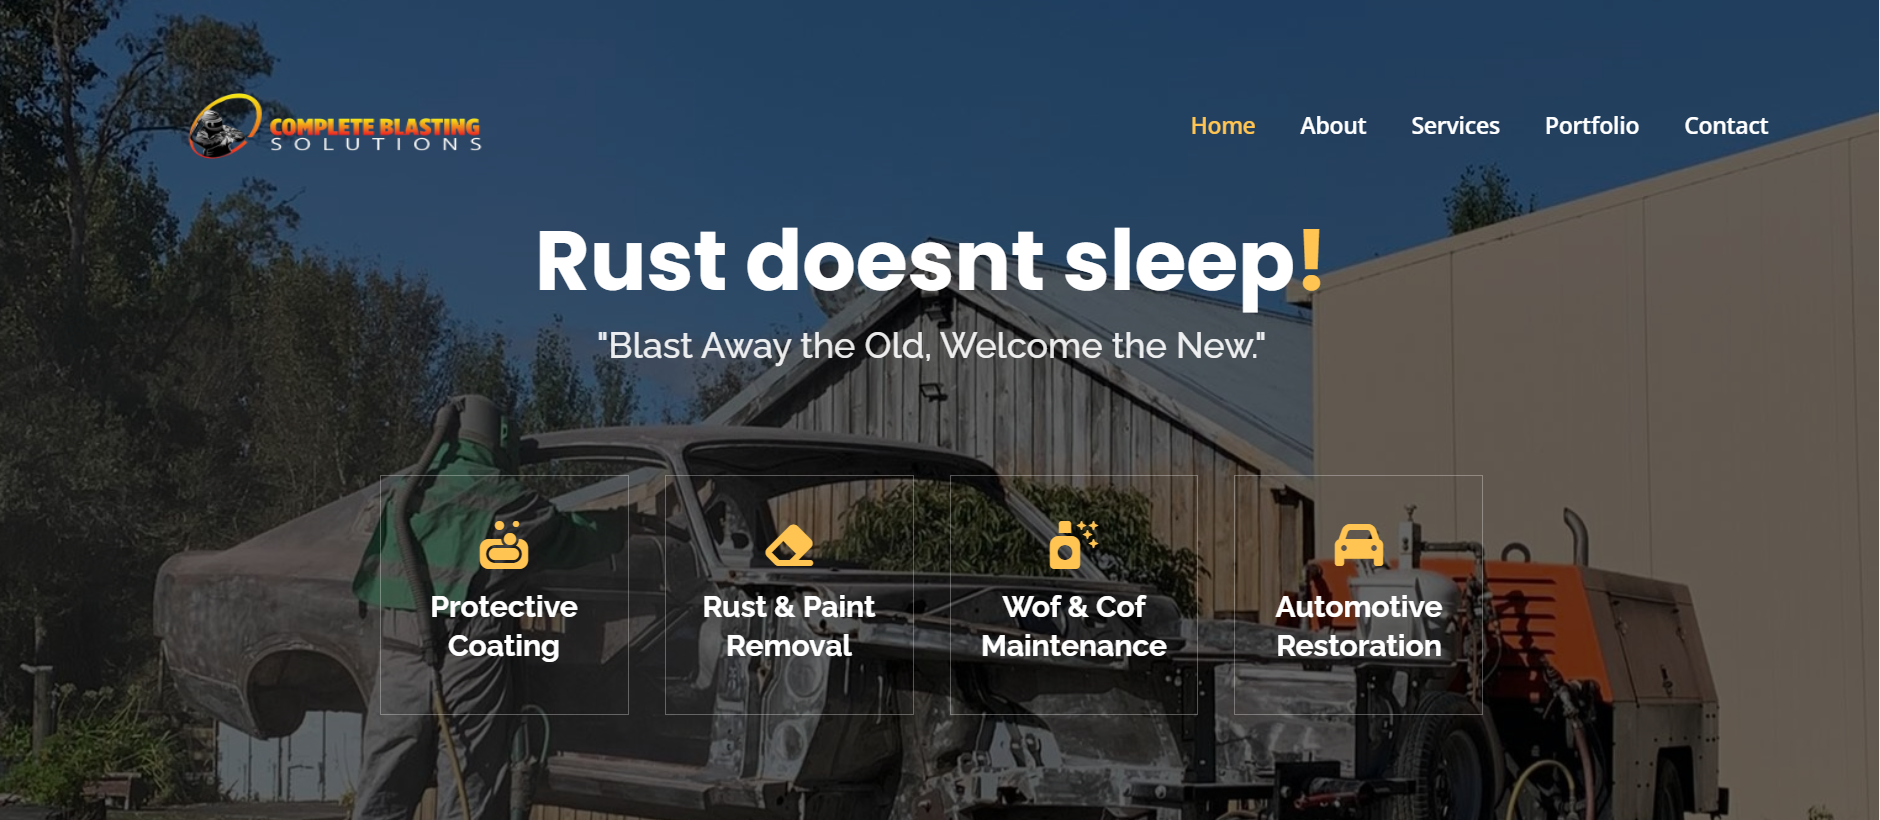 COMPLETE BLASTING
SOLUTIONS
Home About Services Portfolio Contact
Rust doesnt sleep!
"Blast Away the Old, Welcome the New."
Protective
Coating
Rust & Paint
Removal
Wof & Cof
Maintenance
Automotive
Restoration